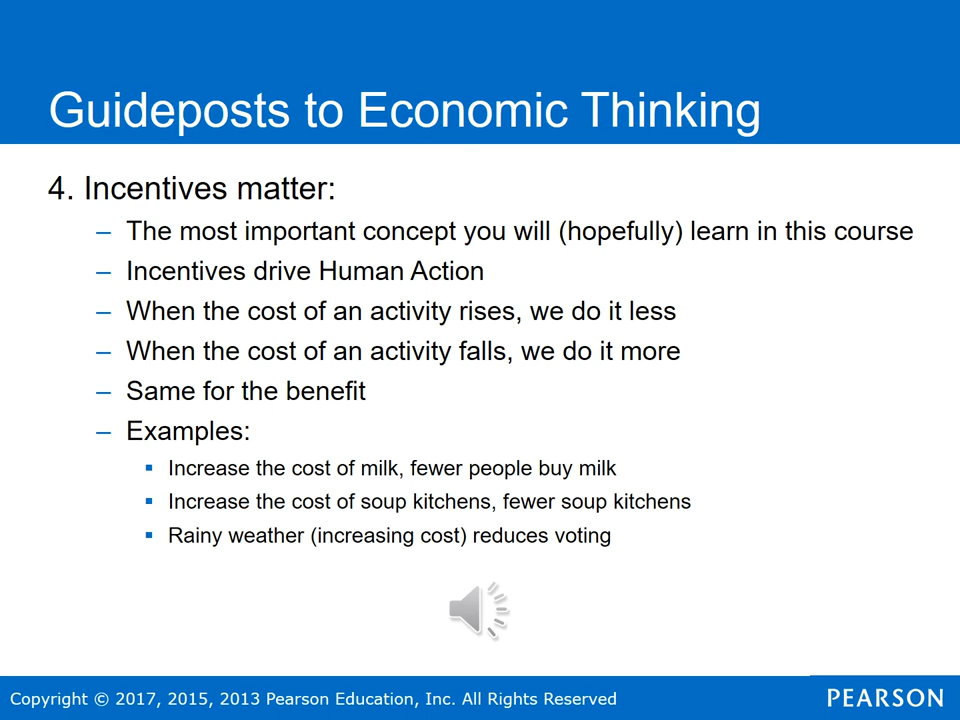 Guideposts to Economic Thinking
4. Incentives matter:
– The most important concept you will (hopefully) learn in this course
– Incentives drive Human Action
– When the cost of an activity rises, we do it less
– When the cost of an activity falls, we do it more
– Same for the benefit
– Examples:
▪ Increase the cost of milk, fewer people buy milk
▪ Increase the cost of soup kitchens, fewer soup kitchens
▪ Rainy weather (increasing cost) reduces voting
Copyright © 2017, 2015, 2013 Pearson Education, Inc. All Rights Reserved
PEARSON